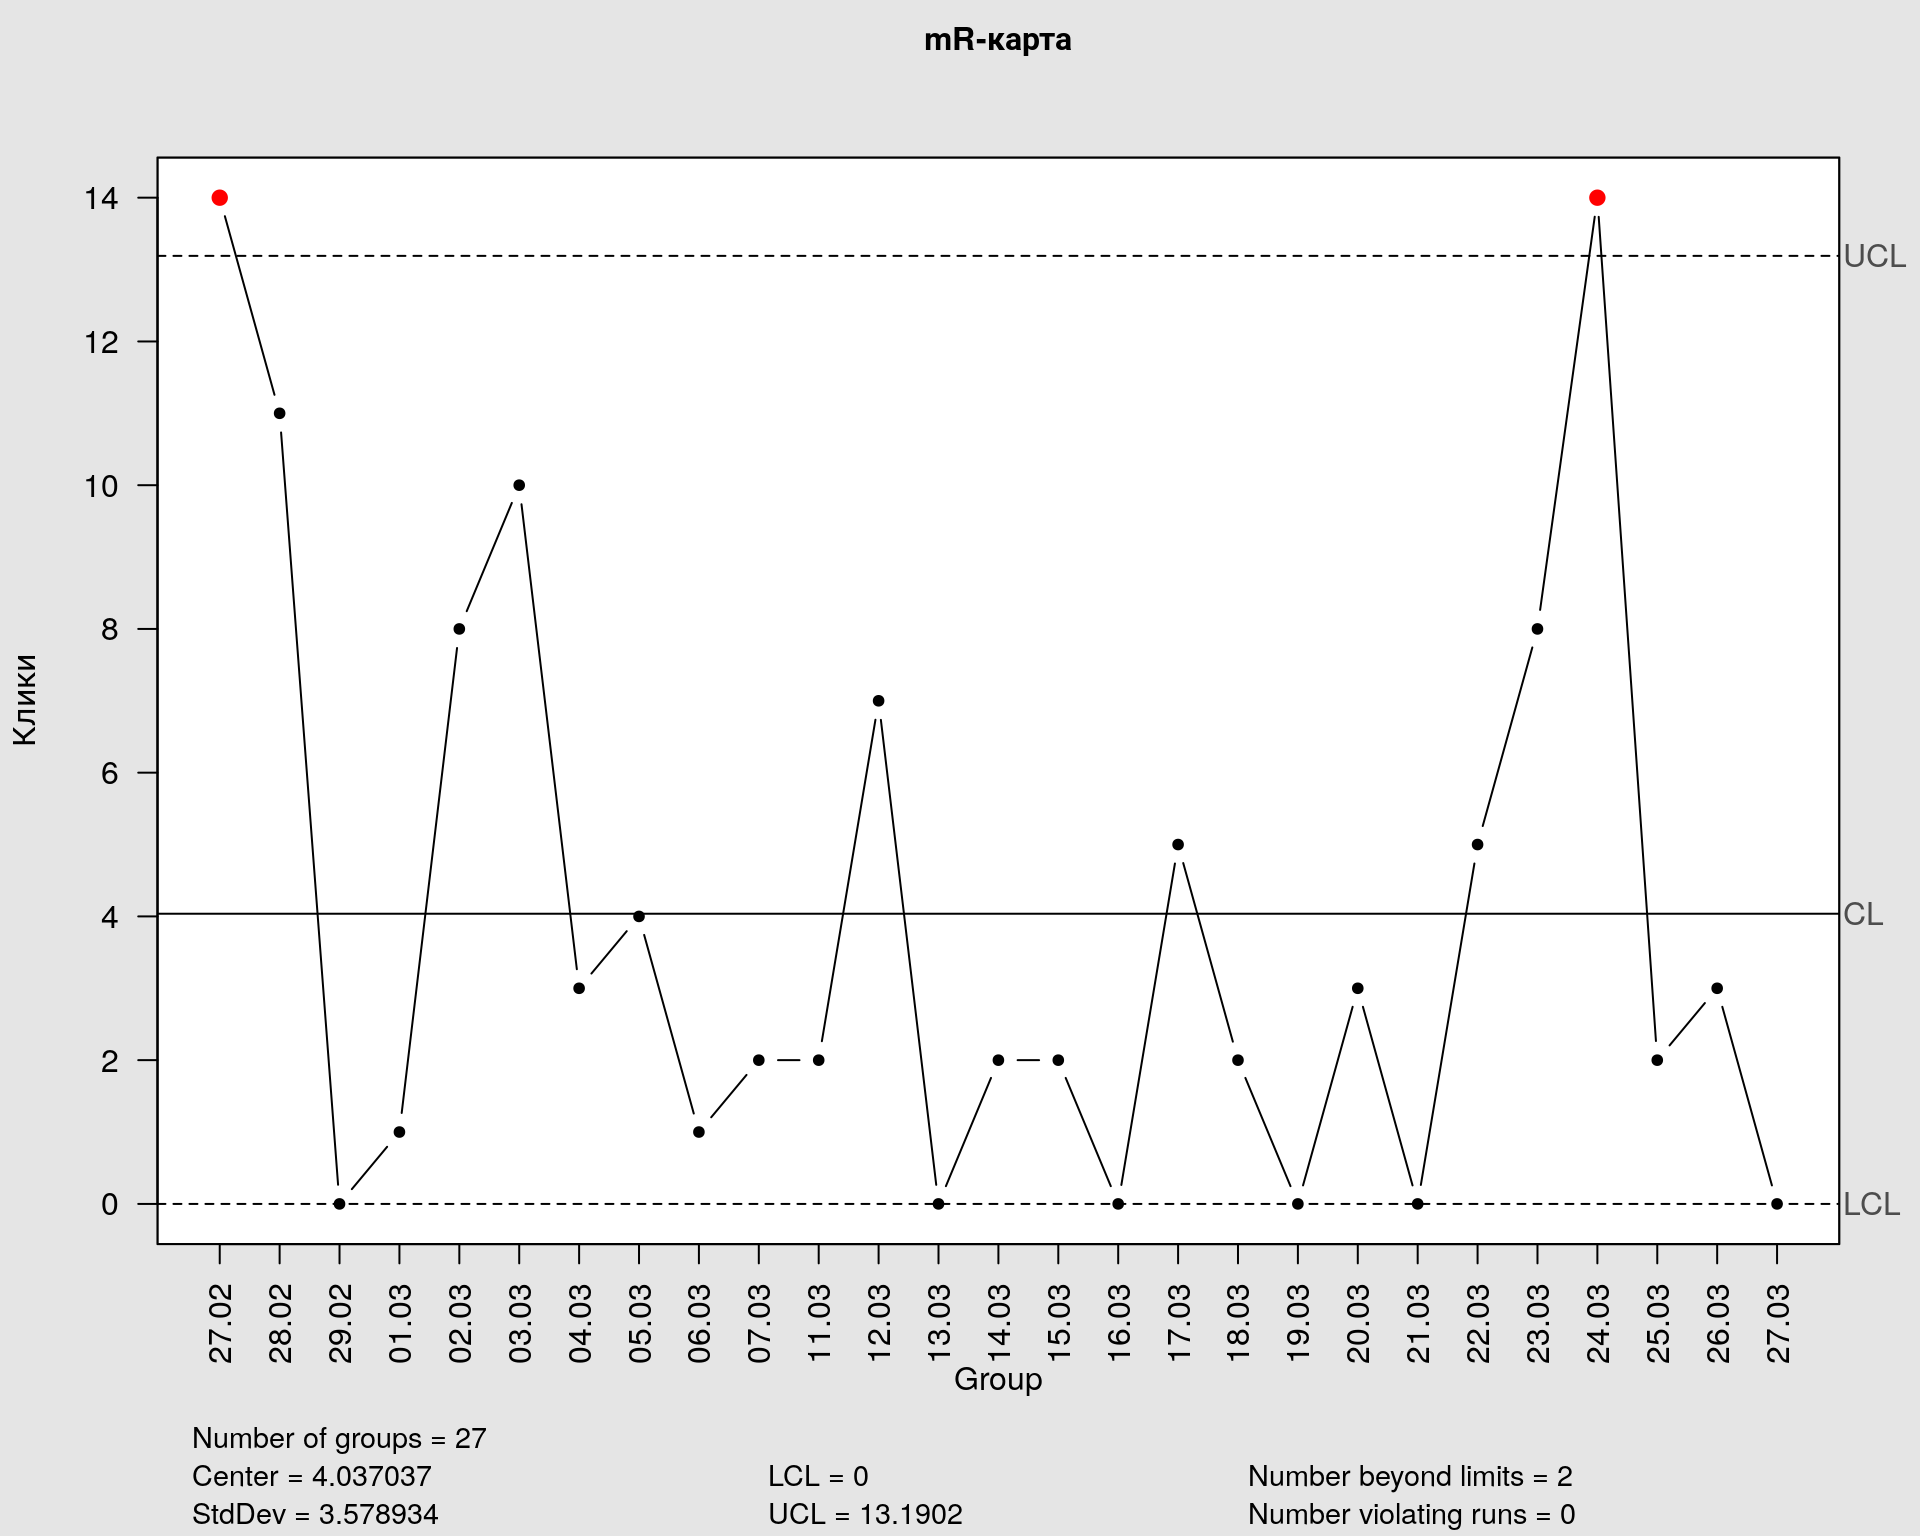 mR-карта
14
12
10
8
6
4
2
0
Клики
UCL
CL
LCL
27.02 28.02 29.02 01.03 02.03 03.03 04.03 05.03 06.03 07.03 11.03 12.03 13.03 14.03 15.03 16.03 17.03 18.03 19.03 20.03 21.03 22.03 23.03 24.03 25.03 26.03 27.03
Group
Number of groups = 27
Center = 4.037037 LCL = 0 Number beyond limits = 2
StdDev = 3.578934 UCL = 13.1902 Number violating runs = 0